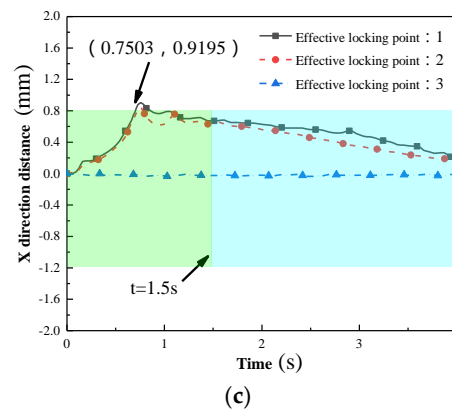 2.0
1.6
1.2
0.8
0.4
0.0
-0.4
-0.8
-1.2
-1.6
-2.0
X direction distance (mm)
( 0.7503 , 0.9195 )
Effective locking point：1
Effective locking point：2
Effective locking point：3
t=1.5s
0 1 2 3
Time (s)
(c)